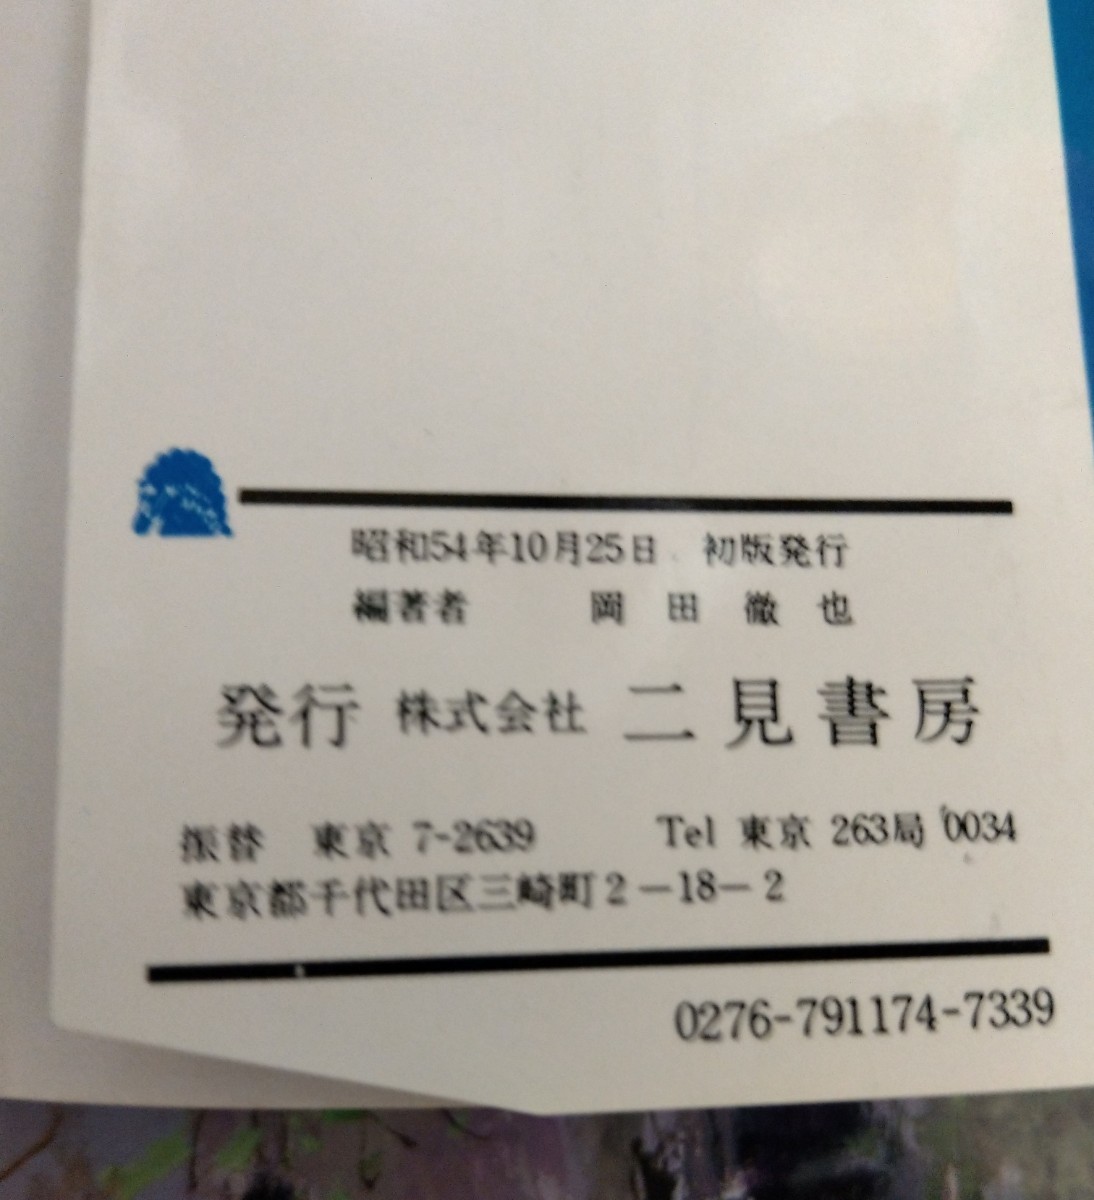 昭和54年10月25日 初版発行
編著者 岡田徹也
発行 株式会社 二見書房
振替 東京 7-2639 Tel 東京 263局 0034
東京都千代田区三崎町2-18-2
0276-791174-7339